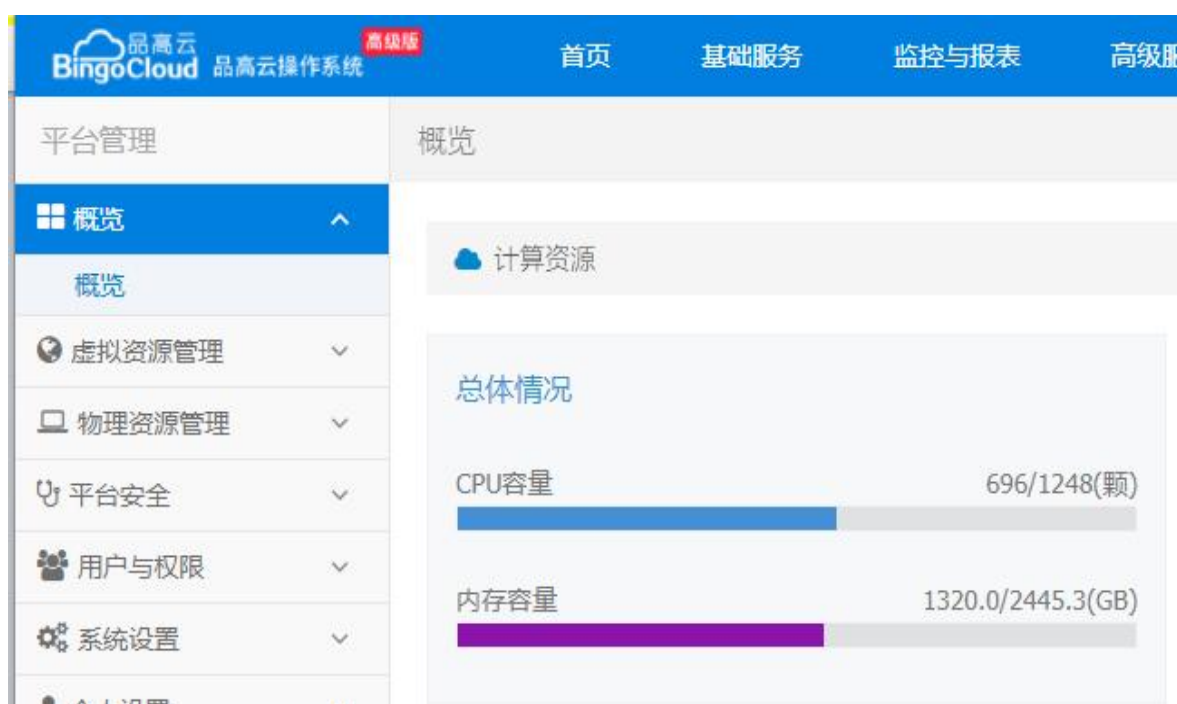 品高云
BingoCloud 品高云操作系统 高级版
首页 基础服务 监控与报表 高级服
平台管理
概览
概览
概览
计算资源
虚拟资源管理
物理资源管理
平台安全
用户与权限
系统设置
总体情况
CPU容量 696/1248(颗)
内存容量 1320.0/2445.3(GB)